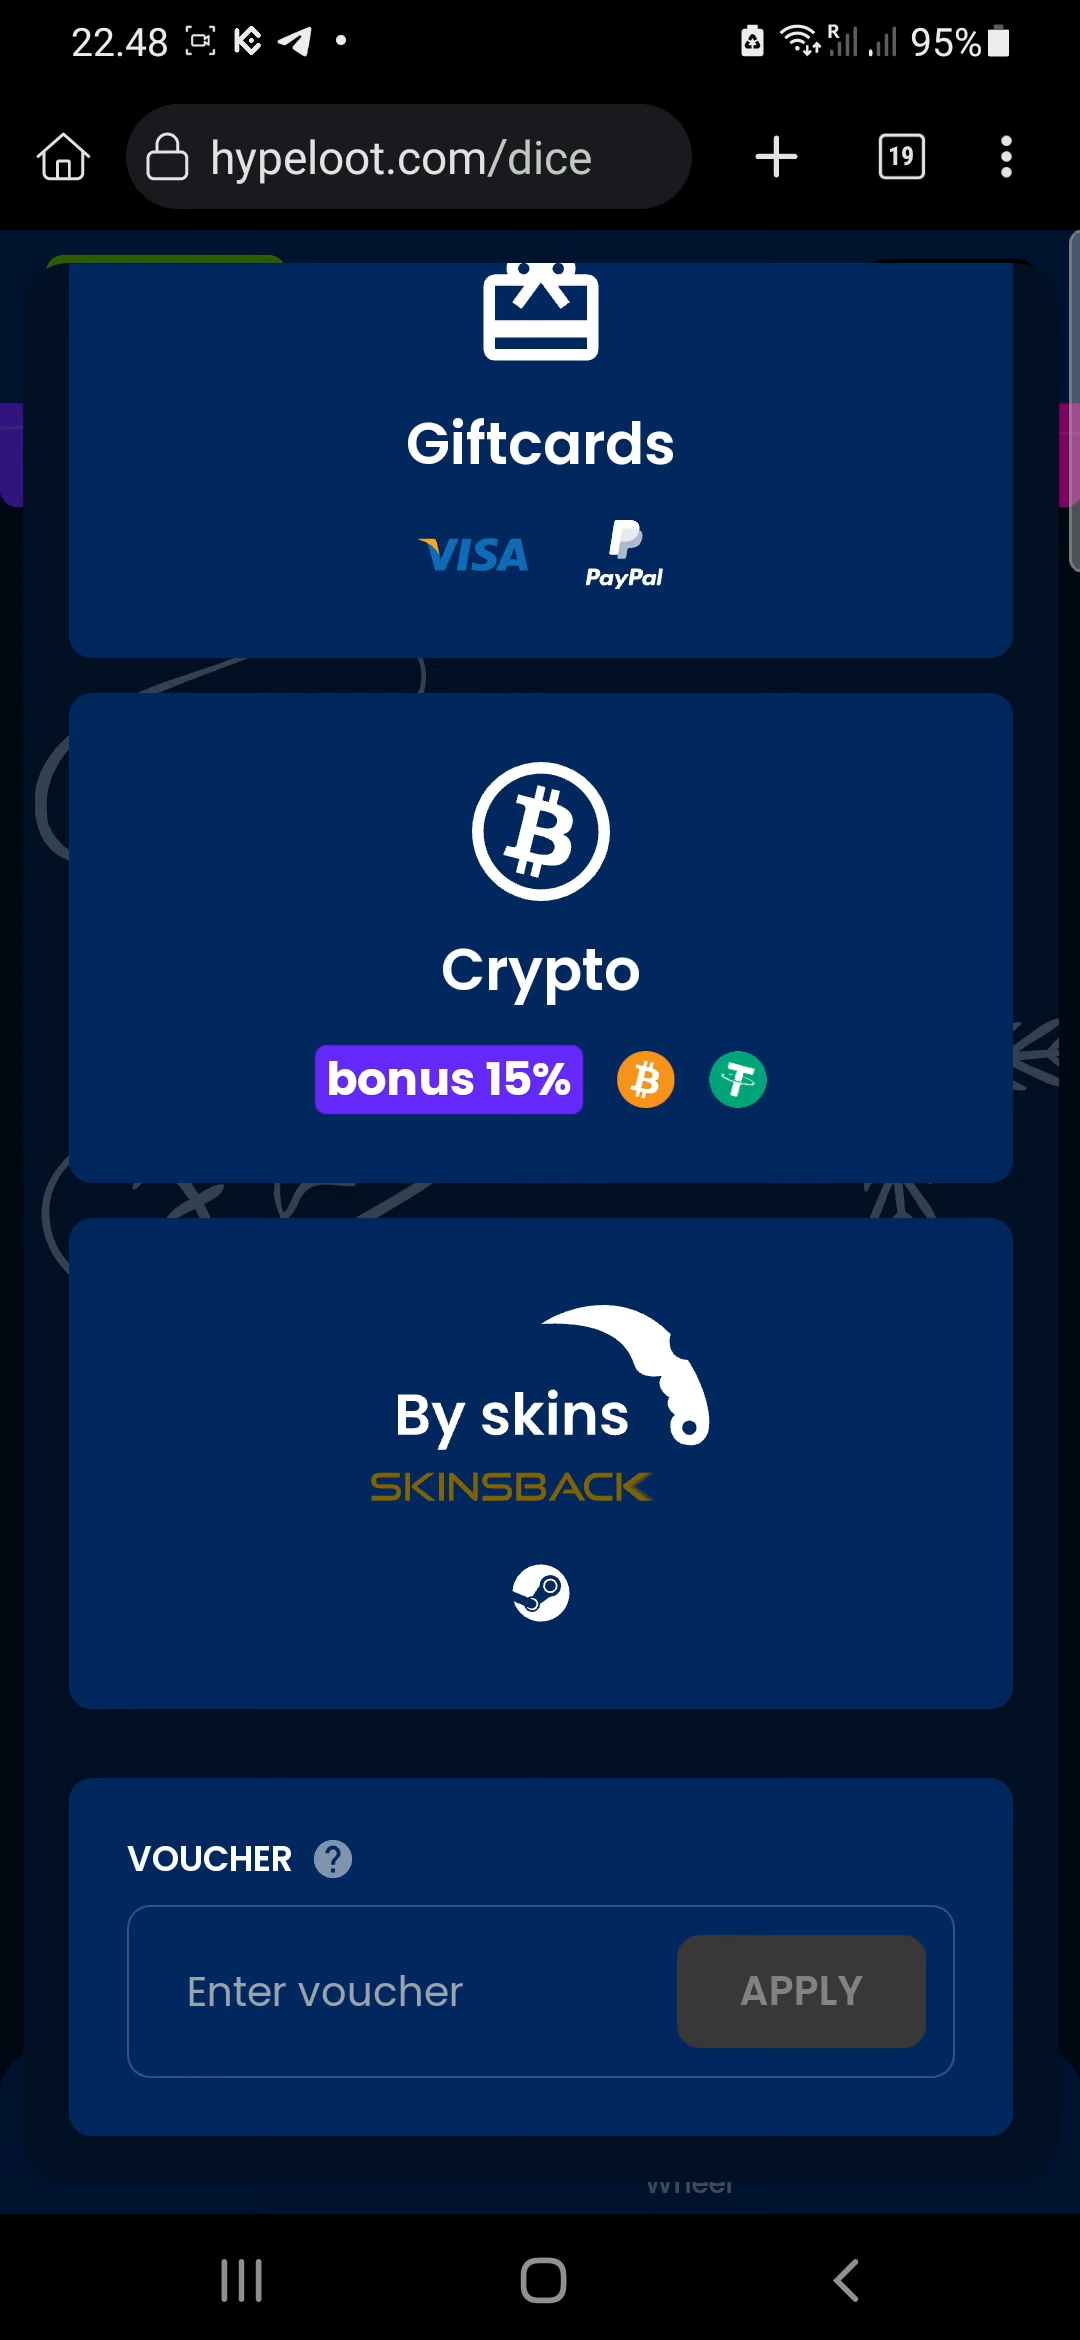 22.48
R
95%
hypeloot.com/dice
19
Giftcards
VISA
PayPal
Crypto
bonus 15%
By skins
SKINSBACK
VOUCHER ?
Enter voucher
APPLY
Wheel